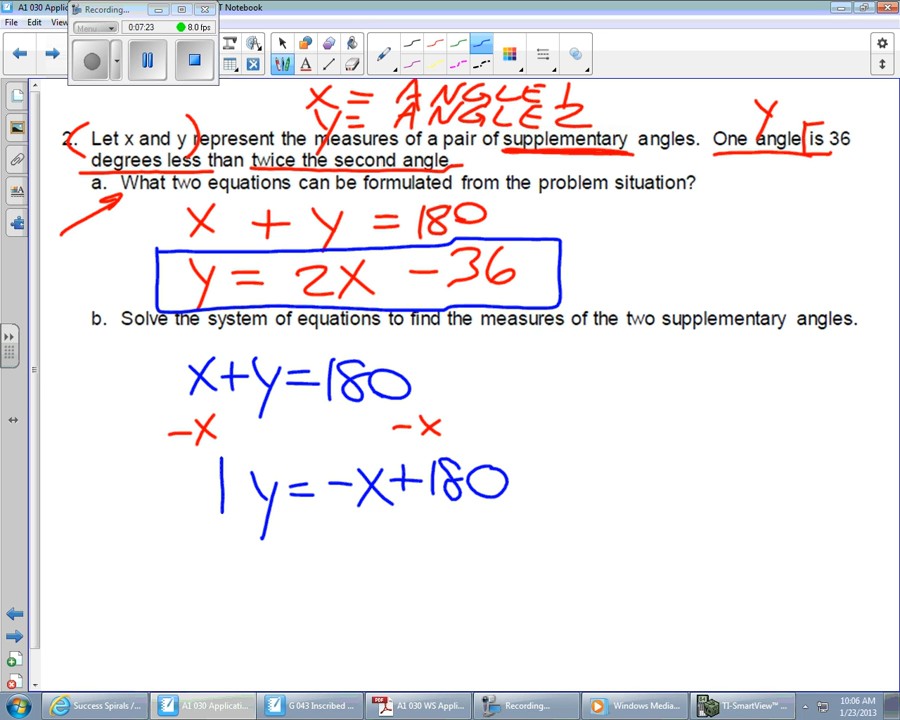 A1 030
Recording...
T Notebook
File
Edit
View
Menu
0:07:23
8.0 fps
x = ANGLE 1
y = ANGLE 2
y
2. Let x and y represent the measures of a pair of supplementary angles. One angle is 36
degrees less than twice the second angle
a. What two equations can be formulated from the problem situation?
x + y = 180
y = 2x - 36
b. Solve the system of equations to find the measures of the two supplementary angles.
x+y=180
-x -x
1 y = -x+180
Success Spirals /...
A1 030 Applicati...
G 043 Inscribed ...
A1 030 WS Appli...
Recording...
Windows Media...
TI-SmartView™ ...
10:06 AM
1/23/2013